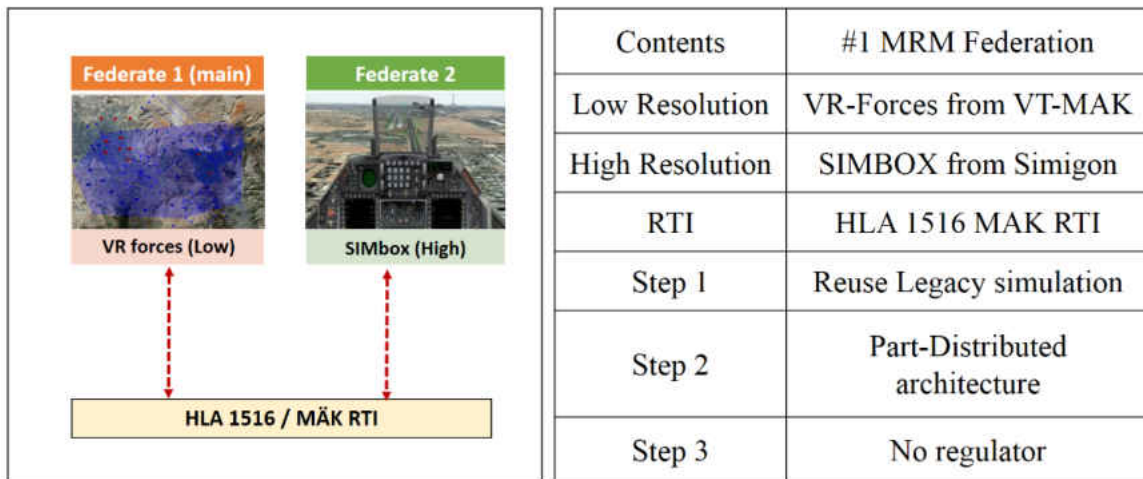 Federate 1 (main)
Federate 2
VR forces (Low)
SIMbox (High)
HLA 1516 / MÄK RTI
Contents
#1 MRM Federation
Low Resolution
VR-Forces from VT-MAK
High Resolution
SIMBOX from Simigon
RTI
HLA 1516 MAK RTI
Step 1
Reuse Legacy simulation
Step 2
Part-Distributed
architecture
Step 3
No regulator